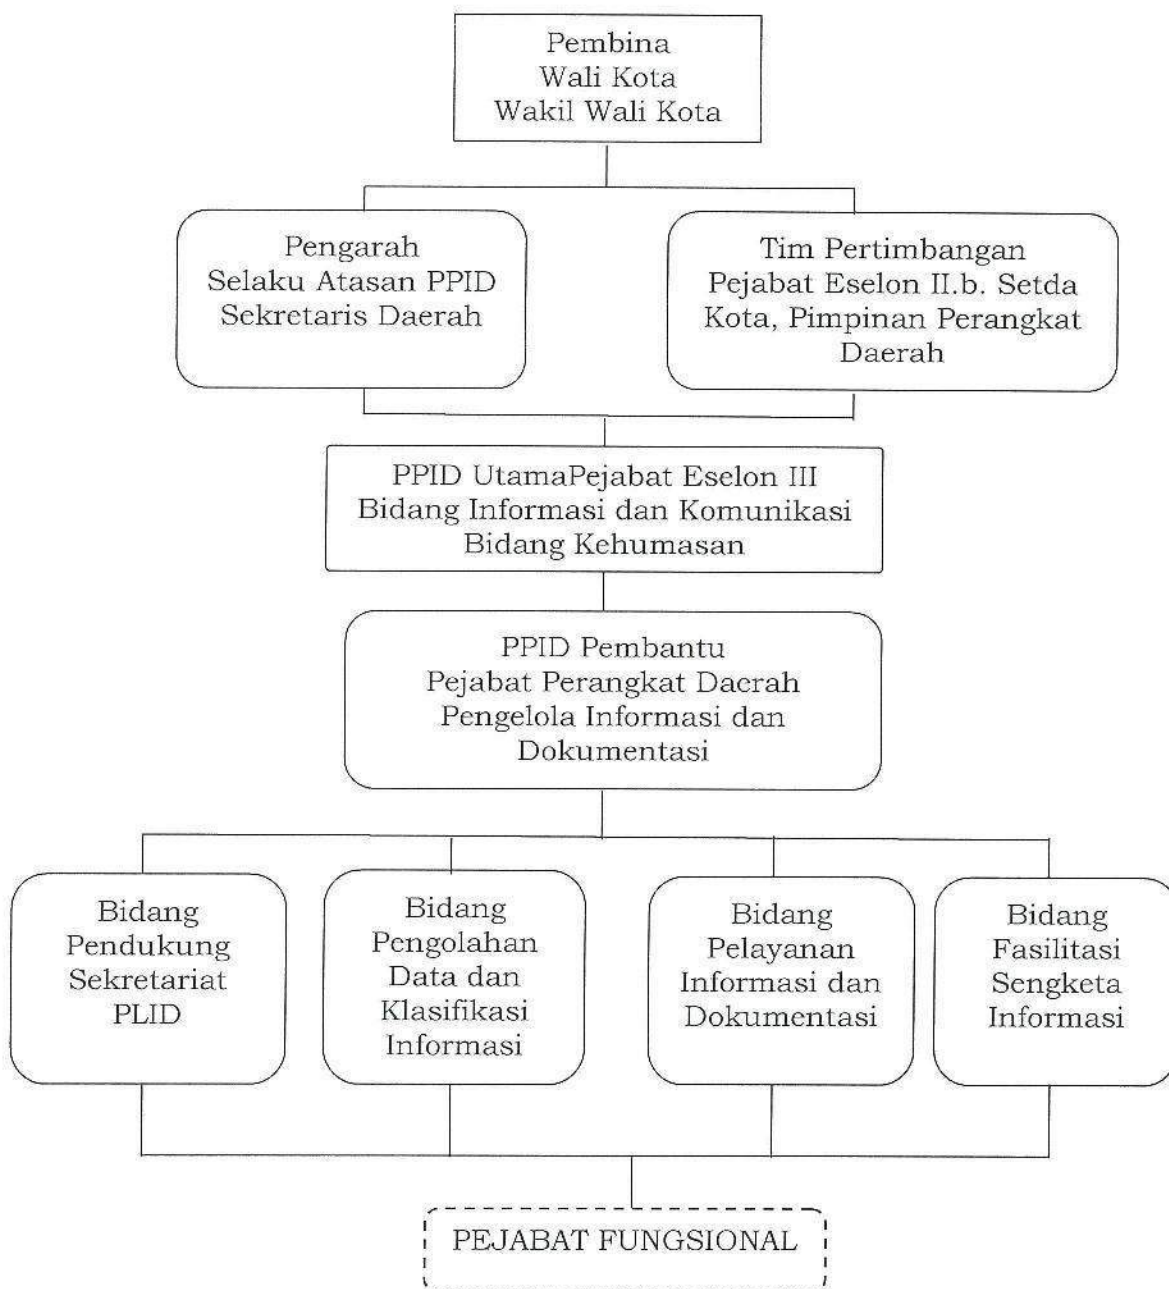 Pembina
Wali Kota
Wakil Wali Kota
Pengarah
Selaku Atasan PPID
Sekretaris Daerah
Tim Pertimbangan
Pejabat Eselon II.b. Setda
Kota, Pimpinan Perangkat
Daerah
PPID UtamaPejabat Eselon III
Bidang Informasi dan Komunikasi
Bidang Kehumasan
PPID Pembantu
Pejabat Perangkat Daerah
Pengelola Informasi dan
Dokumentasi
Bidang
Pendukung
Sekretariat
PLID
Bidang
Pengolahan
Data dan
Klasifikasi
Informasi
Bidang
Pelayanan
Informasi dan
Dokumentasi
Bidang
Fasilitasi
Sengketa
Informasi
PEJABAT FUNGSIONAL